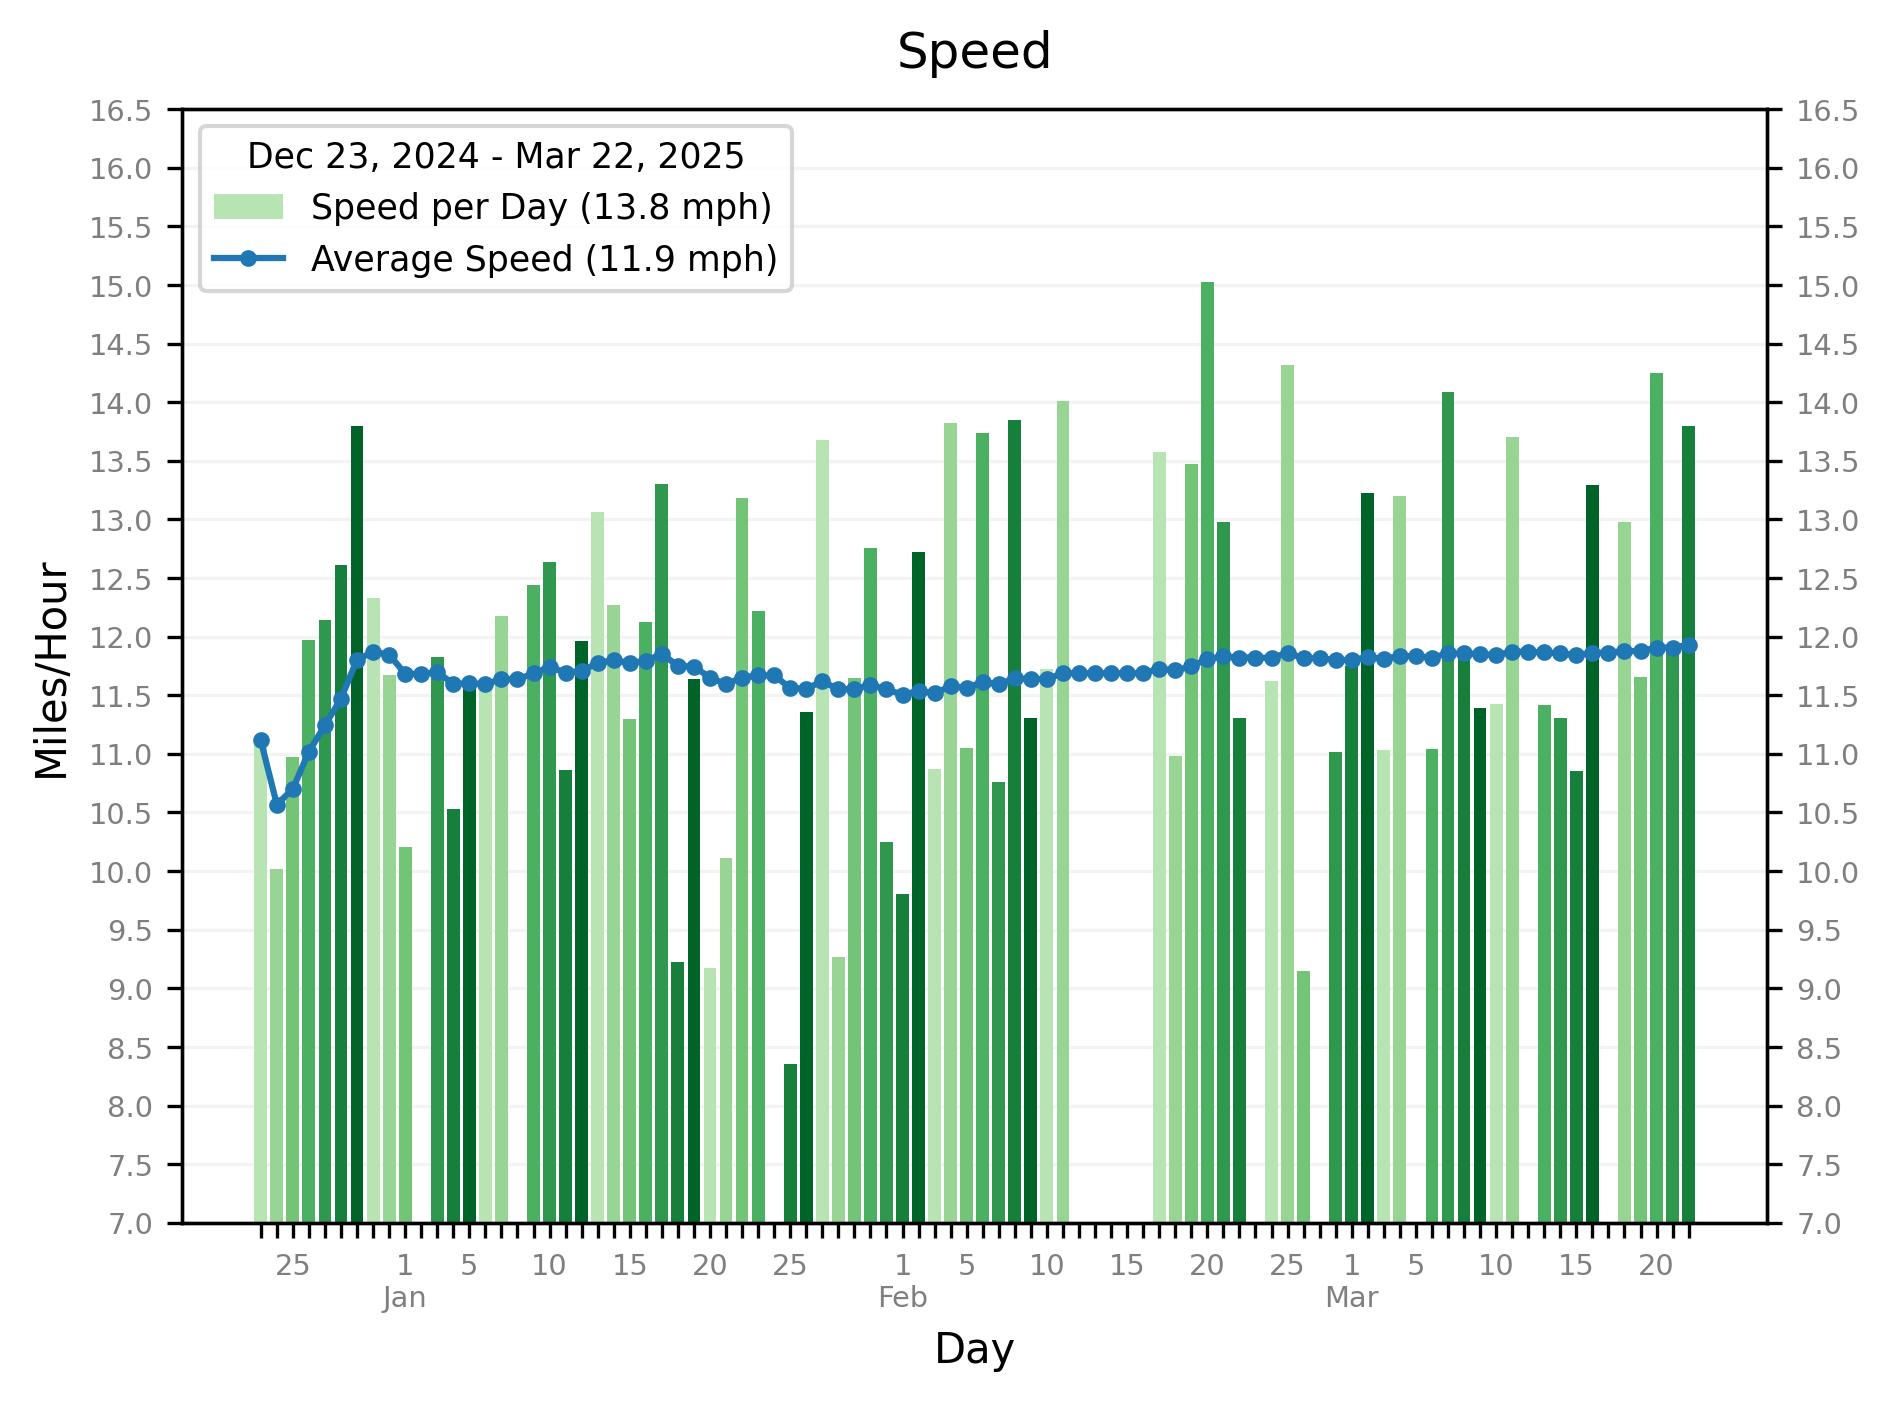 Speed
Dec 23, 2024 - Mar 22, 2025
Speed per Day (13.8 mph)
Average Speed (11.9 mph)
Miles/Hour
16.5 16.5
16.0 16.0
15.5 15.5
15.0 15.0
14.5 14.5
14.0 14.0
13.5 13.5
13.0 13.0
12.5 12.5
12.0 12.0
11.5 11.5
11.0 11.0
10.5 10.5
10.0 10.0
9.5 9.5
9.0 9.0
8.5 8.5
8.0 8.0
7.5 7.5
7.0 7.0
25 1 5 10 15 20 25 1 5 10 15 20 25 1 5 10 15 20
Jan Feb Mar
Day